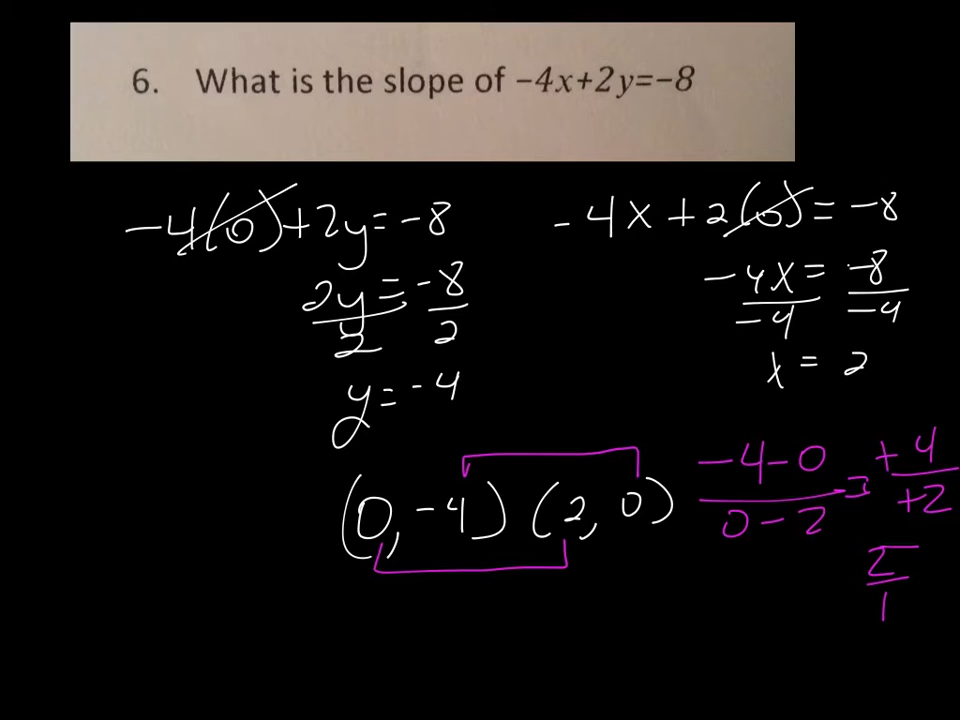 6. What is the slope of −4x+2y=−8
-4(0)+2y=-8
2y=-8
2 2
y=-4
-4x+2(0)=-8
-4x=-8
-4 -4
x=2
(0,-4) (2,0)
-4-0 = +4
0-2 +2
2
1